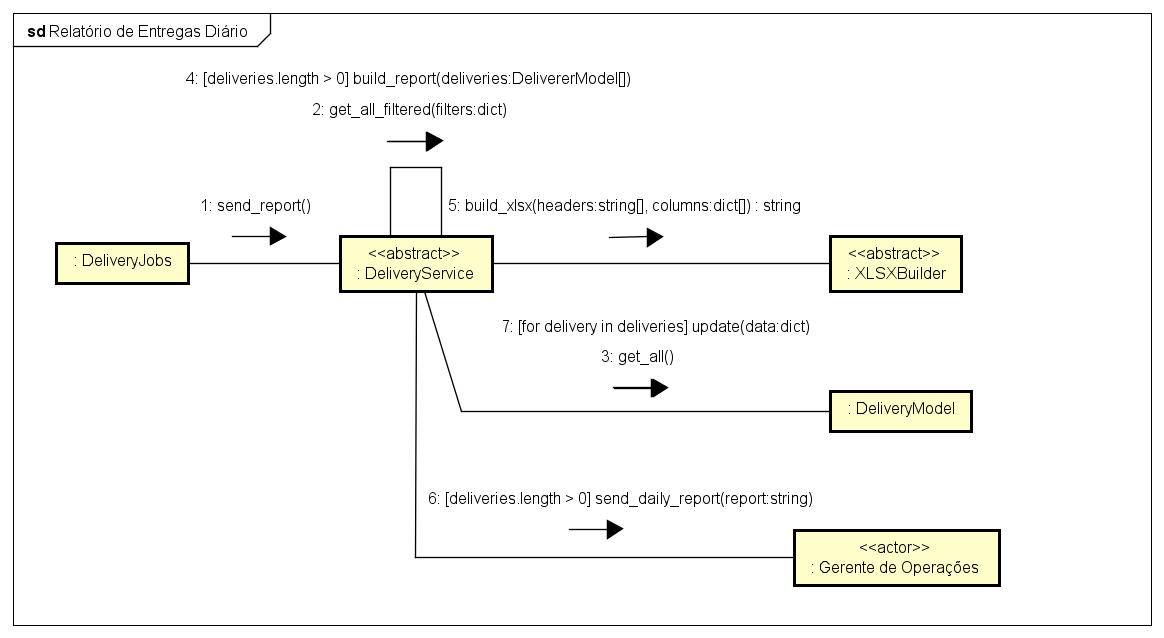 sd Relatório de Entregas Diário
4: [deliveries.length > 0] build_report(deliveries:DelivererModel[])
2: get_all_filtered(filters:dict)
1: send_report()
5: build_xlsx(headers:string[], columns:dict[]) : string
: DeliveryJobs
<<abstract>>
: DeliveryService
<<abstract>>
: XLSXBuilder
7: [for delivery in deliveries] update(data:dict)
3: get_all()
: DeliveryModel
6: [deliveries.length > 0] send_daily_report(report:string)
<<actor>>
: Gerente de Operações